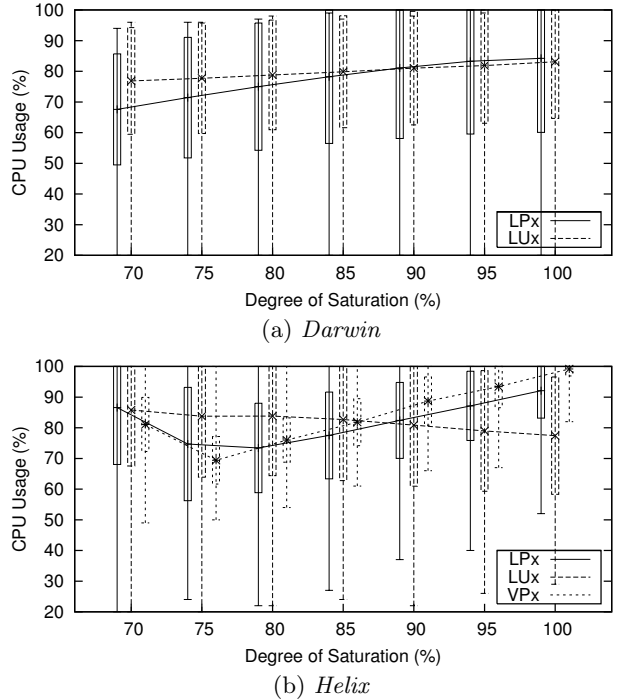 100
90
80
70
60
50
40
30
20
CPU Usage (%)
70 75 80 85 90 95 100
Degree of Saturation (%)
LPx
LUx
(a) Darwin
100
90
80
70
60
50
40
30
20
CPU Usage (%)
70 75 80 85 90 95 100
Degree of Saturation (%)
LPx
LUx
VPx
(b) Helix